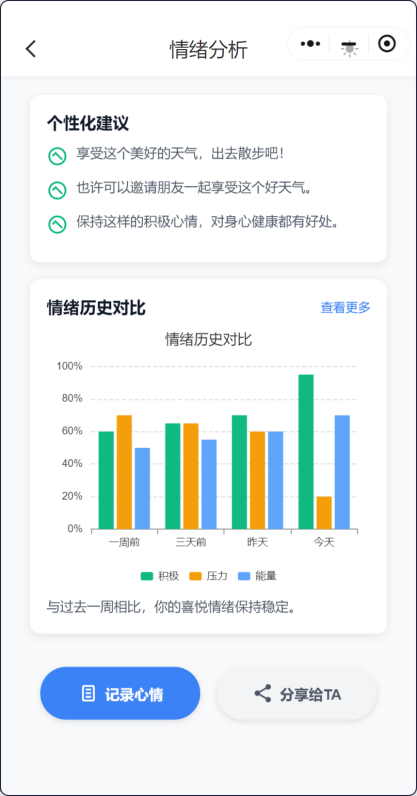 情绪分析
个性化建议
享受这个美好的天气，出去散步吧！
也许可以邀请朋友一起享受这个好天气。
保持这样的积极心情，对身心健康都有好处。
情绪历史对比 查看更多
情绪历史对比
100%
80%
60%
40%
20%
0%
一周前 三天前 昨天 今天
积极 压力 能量
与过去一周相比，你的喜悦情绪保持稳定。
记录心情 分享给TA